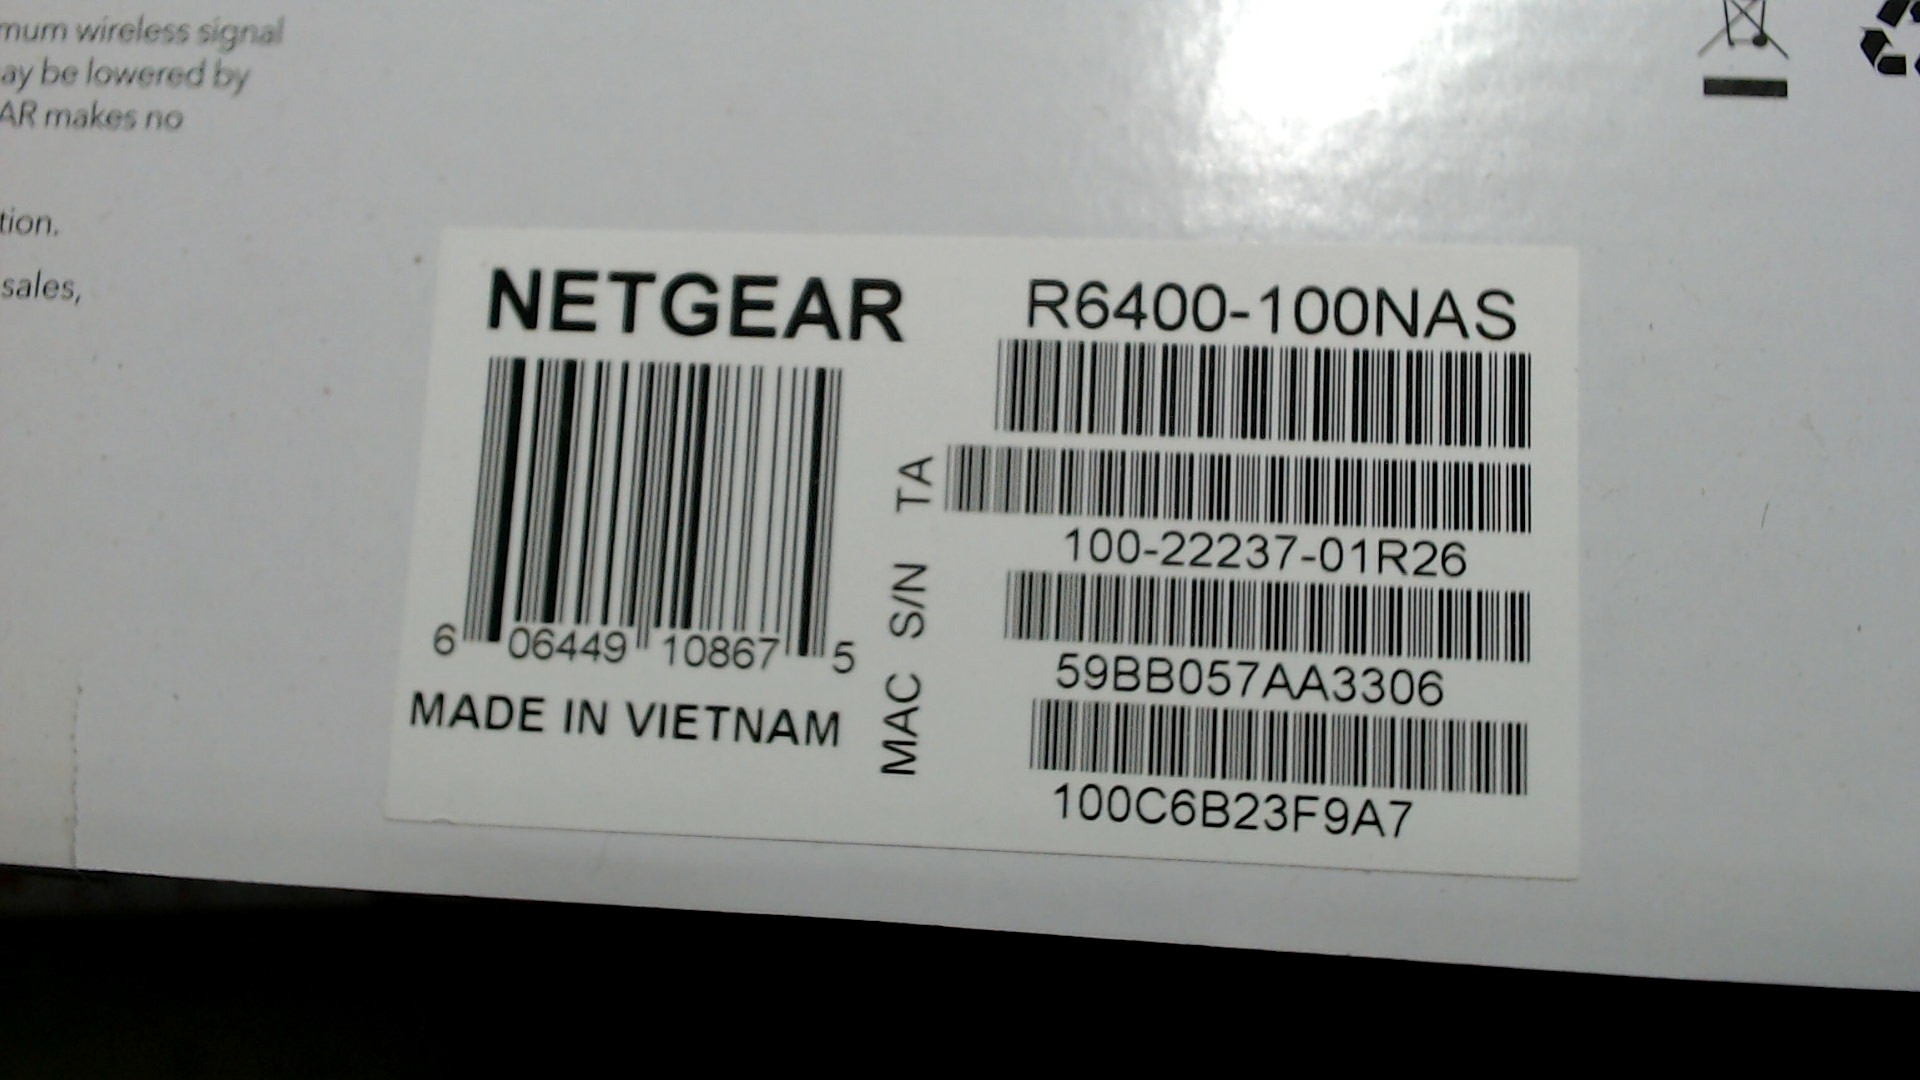 mum wireless signal
ay be lowered by
AR makes no
tion.
sales,
NETGEAR
6 06449 10867 5
MADE IN VIETNAM
R6400-100NAS
TA
100-22237-01R26
S/N
59BB057AA3306
MAC
100C6B23F9A7